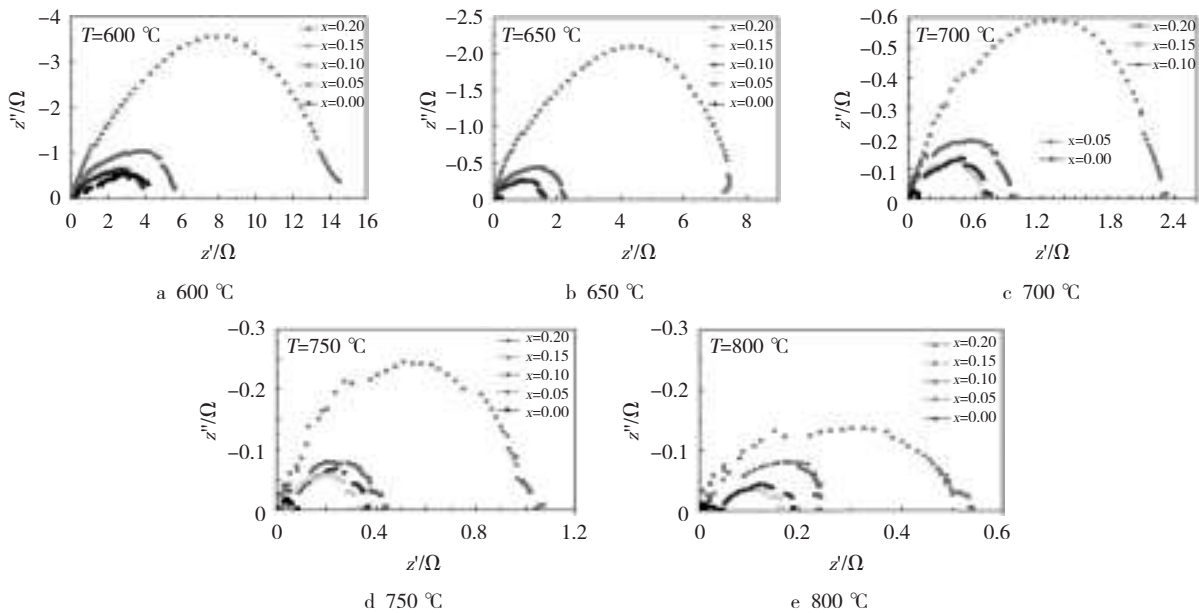 T=600 ℃
x=0.20
x=0.15
x=0.10
x=0.05
x=0.00
-4
-3
-2
-1
0
z″/Ω
0 2 4 6 8 10 12 14 16
z′/Ω
a 600 ℃
T=650 ℃
x=0.20
x=0.15
x=0.10
x=0.05
x=0.00
-2.5
-2.0
-1.5
-1.0
-0.5
0
z″/Ω
0 2 4 6 8
z′/Ω
b 650 ℃
T=700 ℃
x=0.20
x=0.15
x=0.10
x=0.05
x=0.00
-0.6
-0.5
-0.4
-0.3
-0.2
-0.1
0
z″/Ω
0 0.6 1.2 1.8 2.4
z′/Ω
c 700 ℃
T=750 ℃
x=0.20
x=0.15
x=0.10
x=0.05
x=0.00
-0.3
-0.2
-0.1
0
z″/Ω
0 0.4 0.8 1.2
z′/Ω
d 750 ℃
T=800 ℃
x=0.20
x=0.15
x=0.10
x=0.05
x=0.00
-0.3
-0.2
-0.1
0
z″/Ω
0 0.2 0.4 0.6
z′/Ω
e 800 ℃